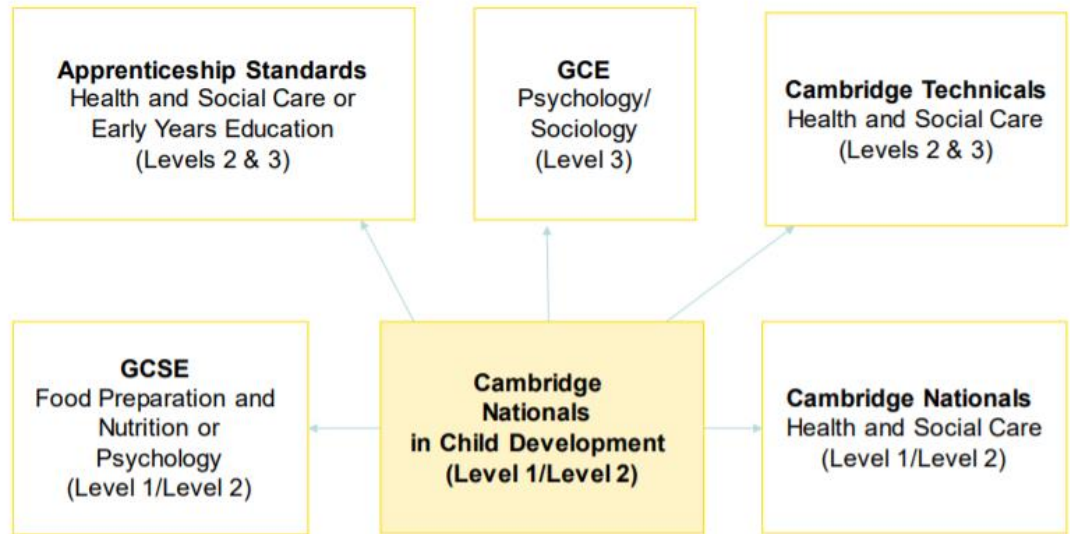 Apprenticeship Standards
Health and Social Care or
Early Years Education
(Levels 2 & 3)
GCE
Psychology/
Sociology
(Level 3)
Cambridge Technicals
Health and Social Care
(Levels 2 & 3)
GCSE
Food Preparation and
Nutrition or
Psychology
(Level 1/Level 2)
Cambridge
Nationals
in Child Development
(Level 1/Level 2)
Cambridge Nationals
Health and Social Care
(Level 1/Level 2)